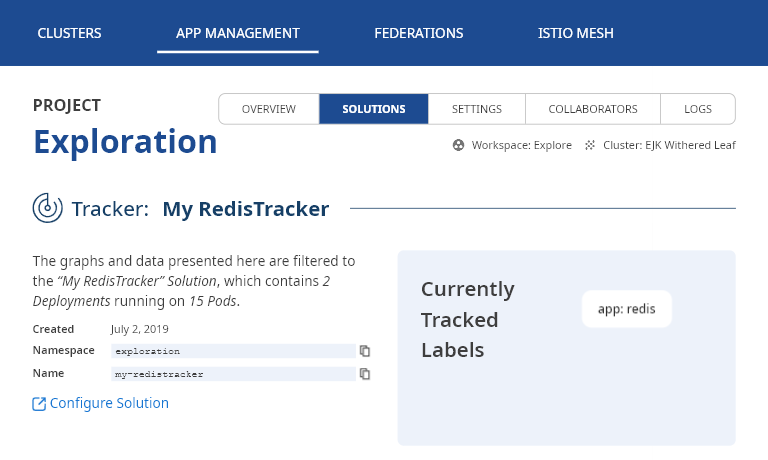 CLUSTERS APP MANAGEMENT FEDERATIONS ISTIO MESH
PROJECT
Exploration
OVERVIEW SOLUTIONS SETTINGS COLLABORATORS LOGS
Workspace: Explore Cluster: EJK Withered Leaf
Tracker: My RedisTracker
The graphs and data presented here are filtered to
the “My RedisTracker” Solution, which contains 2
Deployments running on 15 Pods.
Created July 2, 2019
Namespace exploration
Name my-redistracker
Configure Solution
Currently
Tracked
Labels
app: redis